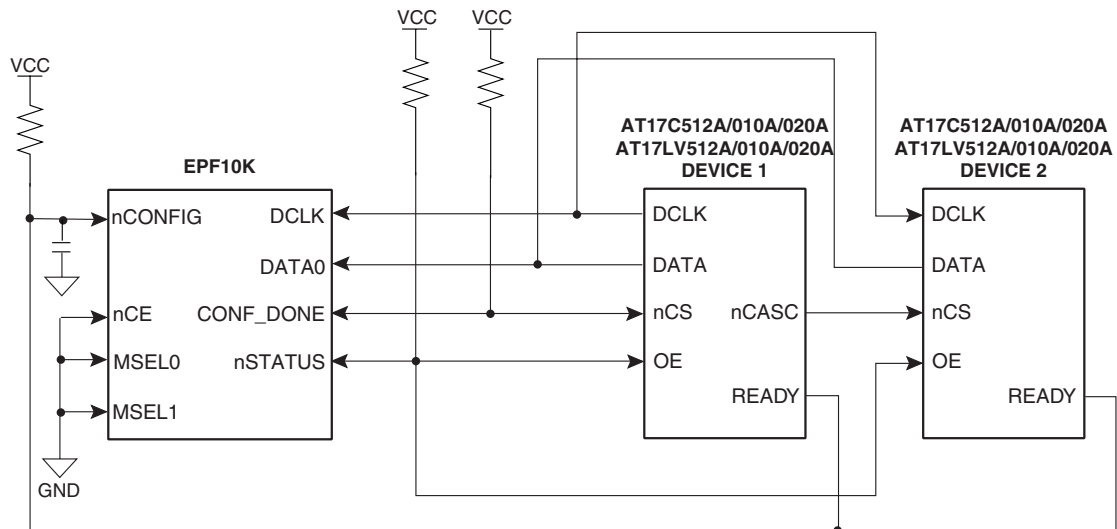 VCC
VCC
VCC
EPF10K
nCONFIG
DCLK
DATA0
nCE
CONF_DONE
MSEL0
nSTATUS
MSEL1
GND
AT17C512A/010A/020A
AT17LV512A/010A/020A
DEVICE 1
DCLK
DATA
nCS
nCASC
OE
READY
AT17C512A/010A/020A
AT17LV512A/010A/020A
DEVICE 2
DCLK
DATA
nCS
OE
READY